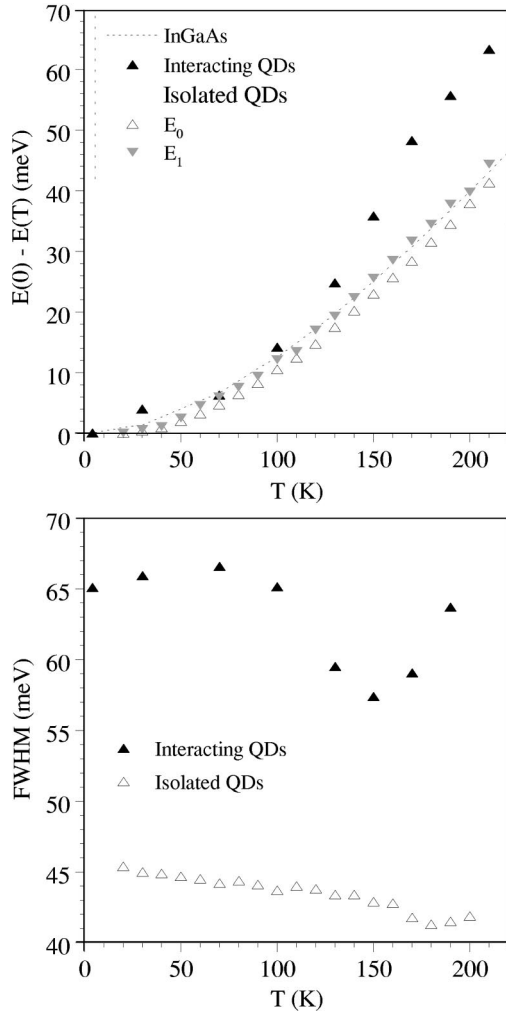 70
60
50
40
30
20
10
0
E(0) - E(T) (meV)
InGaAs
Interacting QDs
Isolated QDs
E₀
E₁
0 50 100 150 200
T (K)
70
65
60
55
50
45
40
FWHM (meV)
Interacting QDs
Isolated QDs
0 50 100 150 200
T (K)